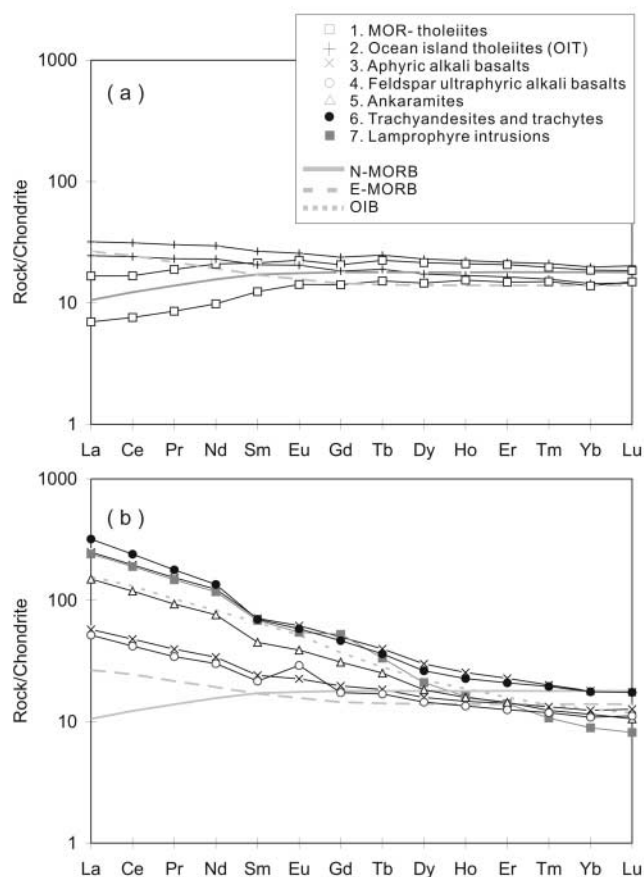 1000
100
10
1
Rock/Chondrite
( a )
1. MOR- tholeiites
2. Ocean island tholeiites (OIT)
3. Aphyric alkali basalts
4. Feldspar ultraphyric alkali basalts
5. Ankaramites
6. Trachyandesites and trachytes
7. Lamprophyre intrusions
N-MORB
E-MORB
OIB
La Ce Pr Nd Sm Eu Gd Tb Dy Ho Er Tm Yb Lu
1000
100
10
1
Rock/Chondrite
( b )
La Ce Pr Nd Sm Eu Gd Tb Dy Ho Er Tm Yb Lu